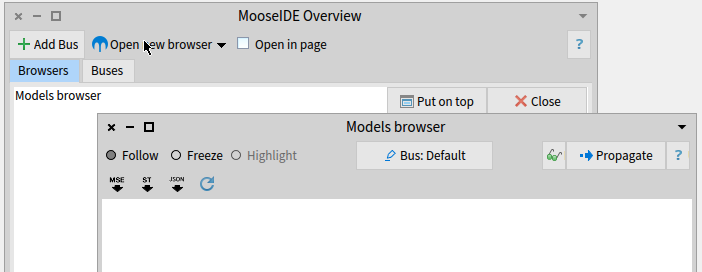 MooseIDE Overview
Add Bus Open new browser Open in page ?
Browsers Buses
Models browser
Put on top Close
Models browser
Follow Freeze Highlight Bus: Default Propagate ?
MSE ST JSON